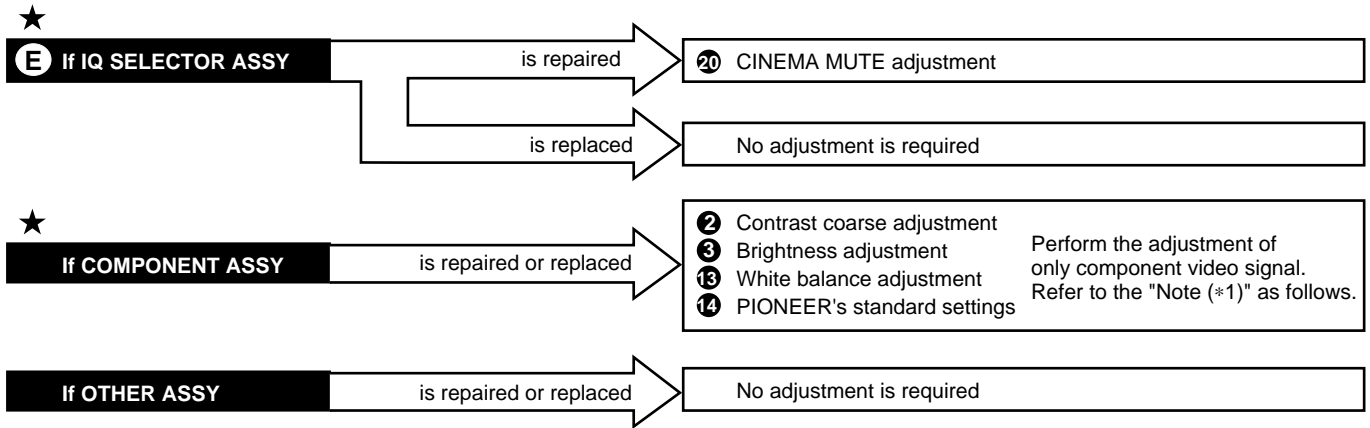 ★
E If IQ SELECTOR ASSY
is repaired
20 CINEMA MUTE adjustment
is replaced
No adjustment is required
★
If COMPONENT ASSY
is repaired or replaced
2 Contrast coarse adjustment
3 Brightness adjustment
13 White balance adjustment
14 PIONEER's standard settings
Perform the adjustment of
only component video signal.
Refer to the "Note (*1)" as follows.
If OTHER ASSY
is repaired or replaced
No adjustment is required